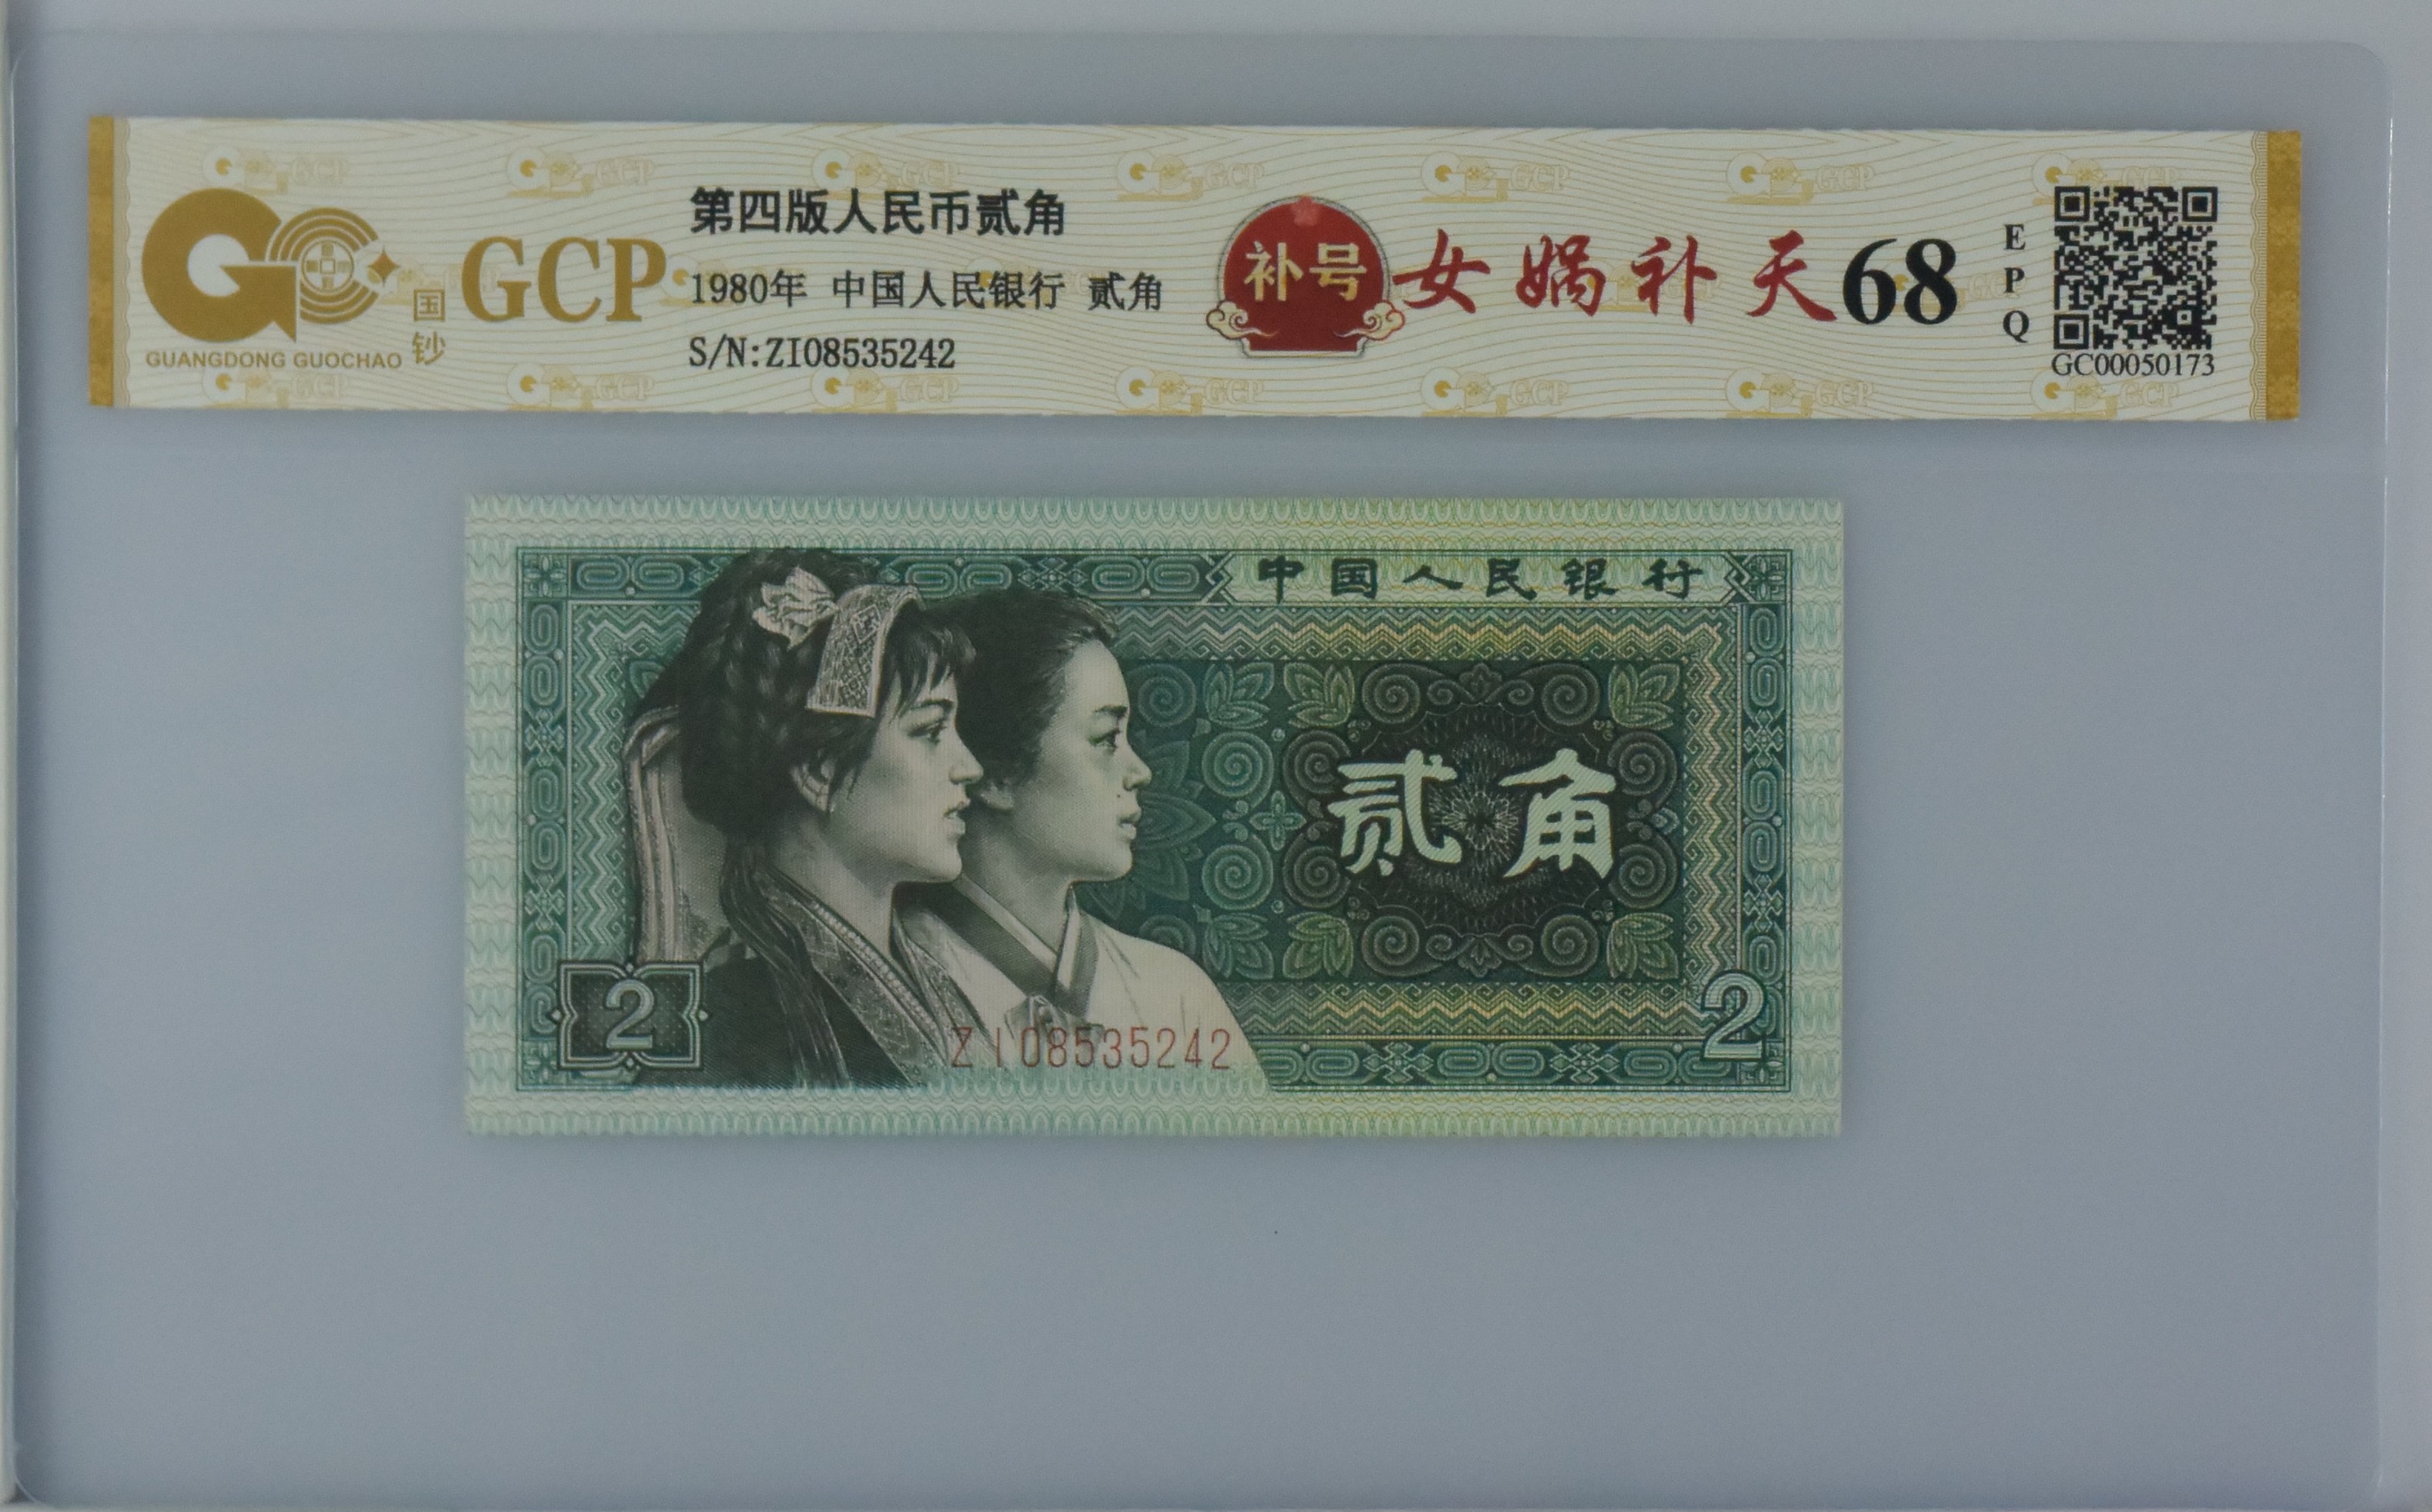 GCP
国钞
GUANGDONG GUOCHAO
第四版人民币贰角
1980年 中国人民银行 贰角
S/N:ZI08535242
补号
女娲补天
68
EPQ
GC00050173
中国人民银行
贰角
2
ZI08535242
2